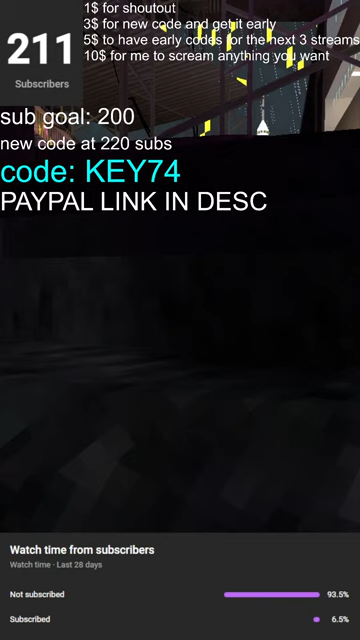 1$ for shoutout
3$ for new code and get it early
5$ to have early codes for the next 3 streams
10$ for me to scream anything you want
211
Subscribers
sub goal: 200
new code at 220 subs
code: KEY74
PAYPAL LINK IN DESC
Watch time from subscribers
Watch time · Last 28 days
Not subscribed 93.5%
Subscribed 6.5%